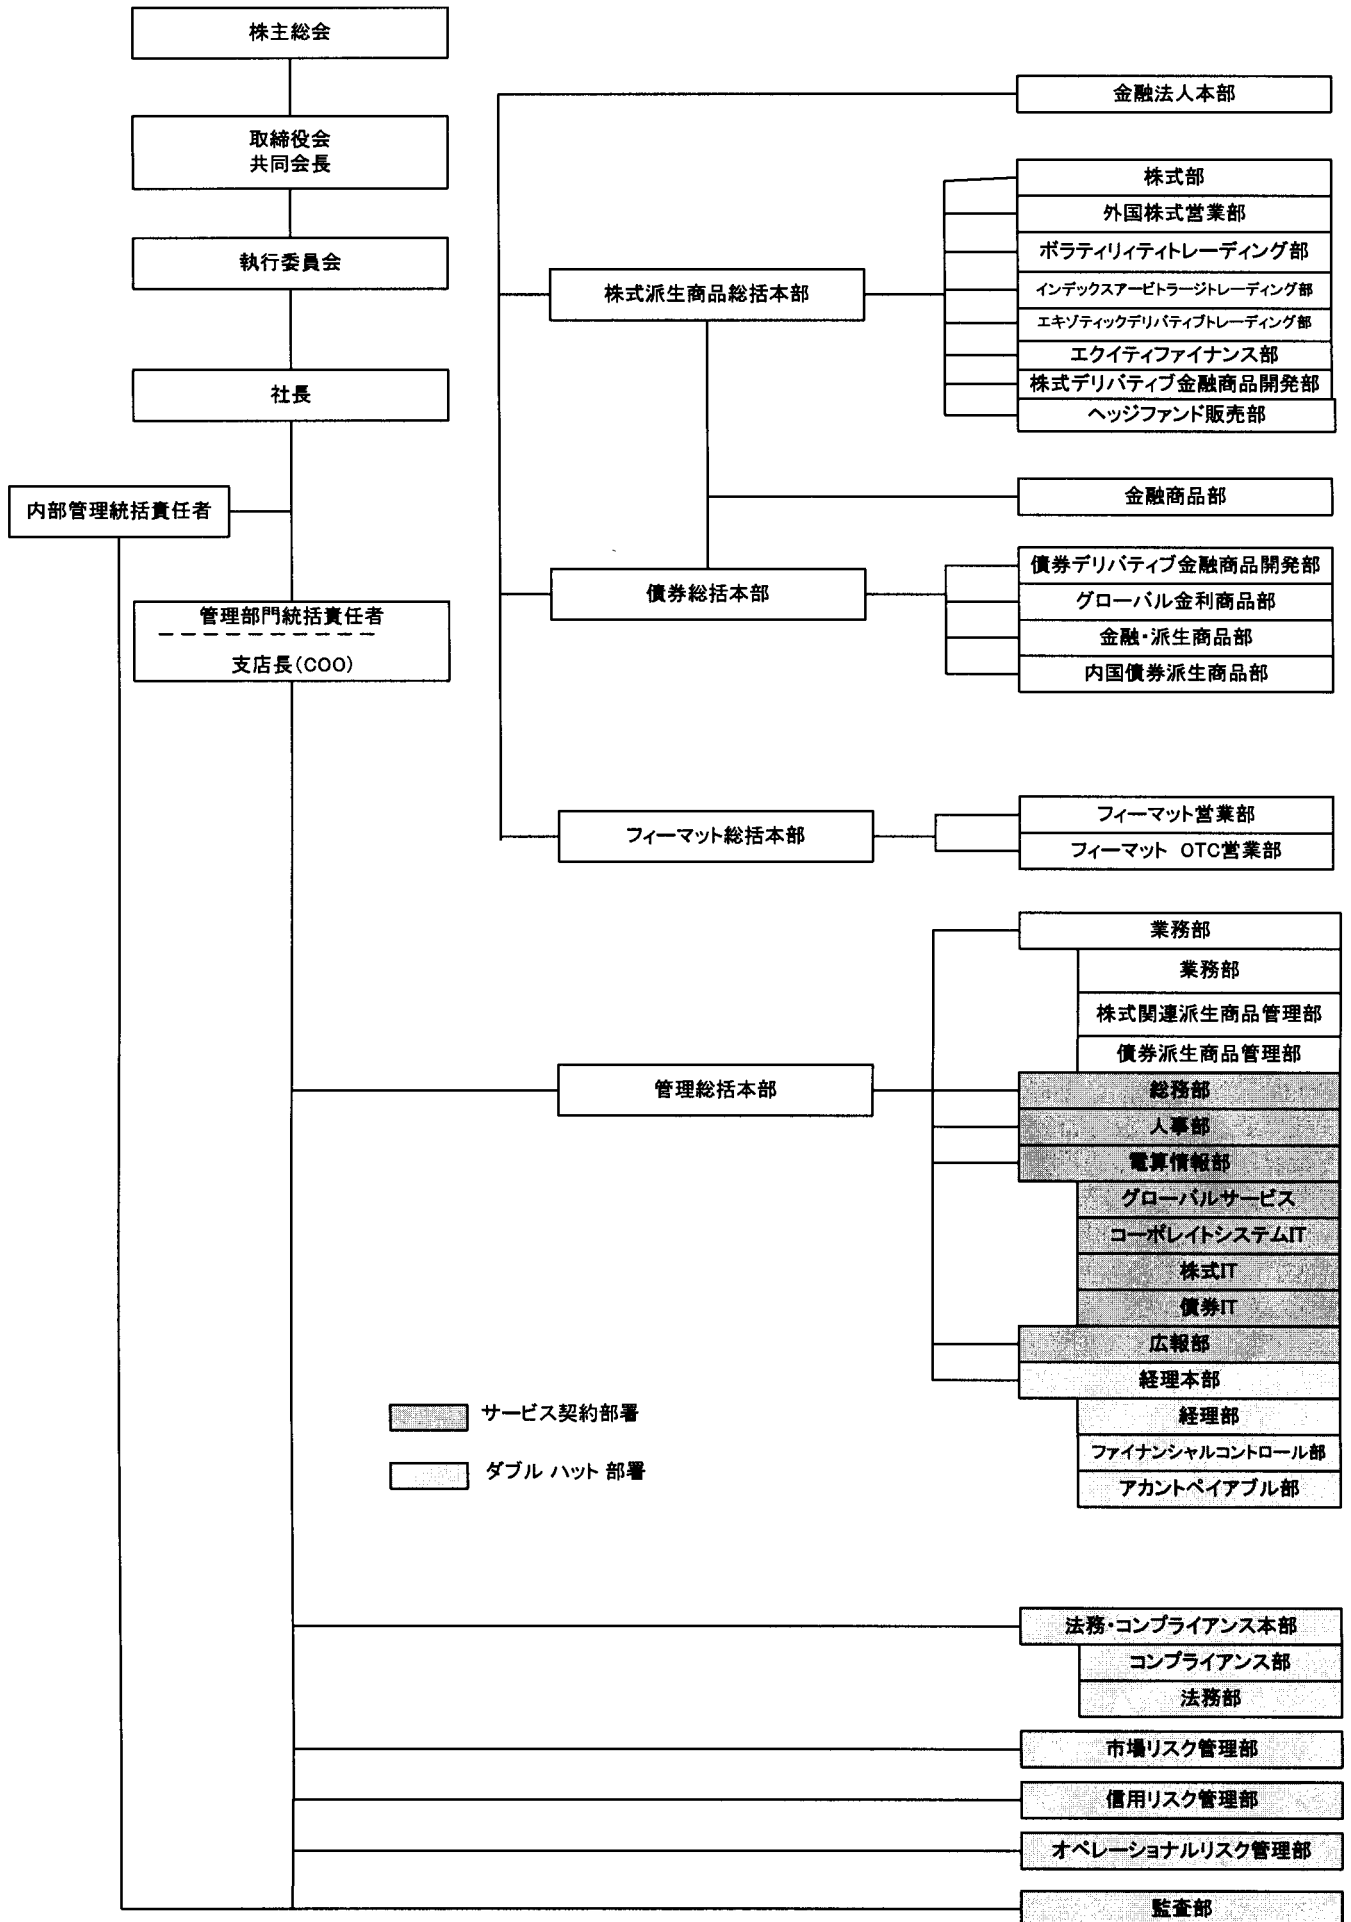 株主総会
取締役会
共同会長
執行委員会
社長
内部管理統括責任者
管理部門統括責任者
支店長(COO)
金融法人本部
株式派生商品総括本部
株式部
外国株式営業部
ボラティリィティトレーディング部
インデックスアービトラージトレーディング部
エキゾティックデリバティブトレーディング部
エクイティファイナンス部
株式デリバティブ金融商品開発部
ヘッジファンド販売部
金融商品部
債券総括本部
債券デリバティブ金融商品開発部
グローバル金利商品部
金融・派生商品部
内国債券派生商品部
フィーマット総括本部
フィーマット営業部
フィーマット OTC営業部
管理総括本部
業務部
業務部
株式関連派生商品管理部
債券派生商品管理部
総務部
人事部
電算情報部
グローバルサービス
コーポレイトシステムIT
株式IT
債券IT
広報部
経理本部
経理部
ファイナンシャルコントロール部
アカントペイアブル部
サービス契約部署
ダブル ハット 部署
法務・コンプライアンス本部
コンプライアンス部
法務部
市場リスク管理部
信用リスク管理部
オペレーショナルリスク管理部
監査部